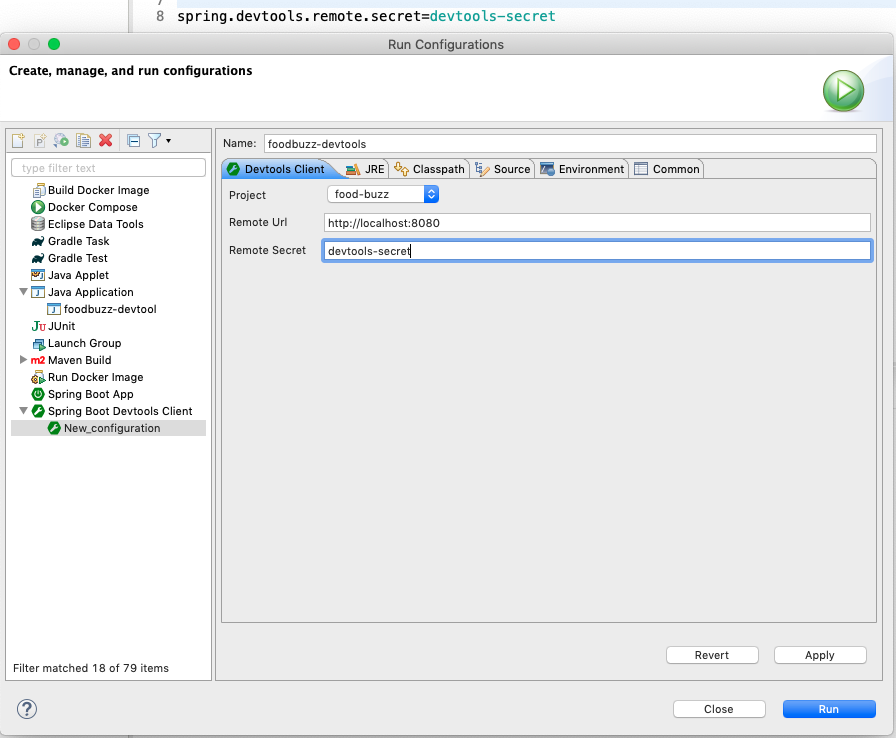 8 spring.devtools.remote.secret=devtools-secret
Run Configurations
Create, manage, and run configurations
type filter text
Build Docker Image
Docker Compose
Eclipse Data Tools
Gradle Task
Gradle Test
Java Applet
Java Application
foodbuzz-devtool
JUnit
Launch Group
Maven Build
Run Docker Image
Spring Boot App
Spring Boot Devtools Client
New_configuration
Filter matched 18 of 79 items
Name: foodbuzz-devtools
Devtools Client JRE Classpath Source Environment Common
Project food-buzz
Remote Url http://localhost:8080
Remote Secret devtools-secret
Revert Apply
Close Run